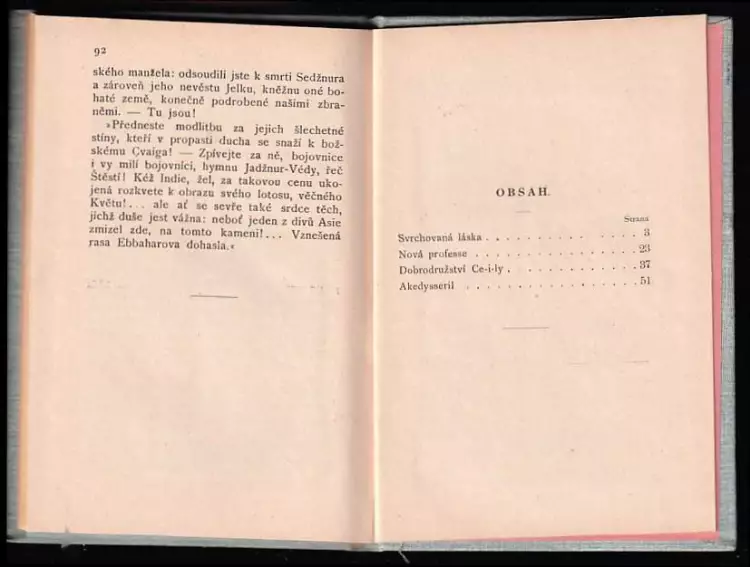 92
ského manžela: odsoudili jste k smrti Sedžnura
a zároveň jeho nevěstu Jelku, kněžnu oné bo-
haté země, konečně podrobené našimi zbra-
němi. — Tu jsou!
»Předneste modlitbu za jejich šlechetné
stíny, kteří v propasti ducha se snaží k bož-
skému Çvaiga! — Zpívejte za ně, bojovnice
i vy milí bojovníci, hymnu Jadžnur-Védy, řeč
Štěstí! Kéž Indie, žel, za takovou cenu uko-
jená rozkvete k obrazu svého lotosu, věčného
Květu!... ale ať se sevře také srdce těch,
jichž duše jest vážna: neboť jeden z divů Asie
zmizel zde, na tomto kameni!... Vznešená
rasa Ebbaharova dohasla.«
OBSAH.
Strana
Svrchovaná láska . . . . . . . . . . . . . . 3
Nová professe . . . . . . . . . . . . . . . 23
Dobrodružství Ce-i-ly . . . . . . . . . . . . 37
Akedysseril . . . . . . . . . . . . . . . . 51